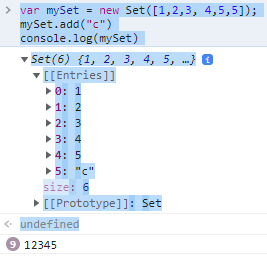 var mySet = new Set([1,2,3, 4,5,5]);
mySet.add("c")
console.log(mySet)
Set(6) {1, 2, 3, 4, 5, …} i
[[Entries]]
0: 1
1: 2
2: 3
3: 4
4: 5
5: "c"
size: 6
[[Prototype]]: Set
undefined
9 12345